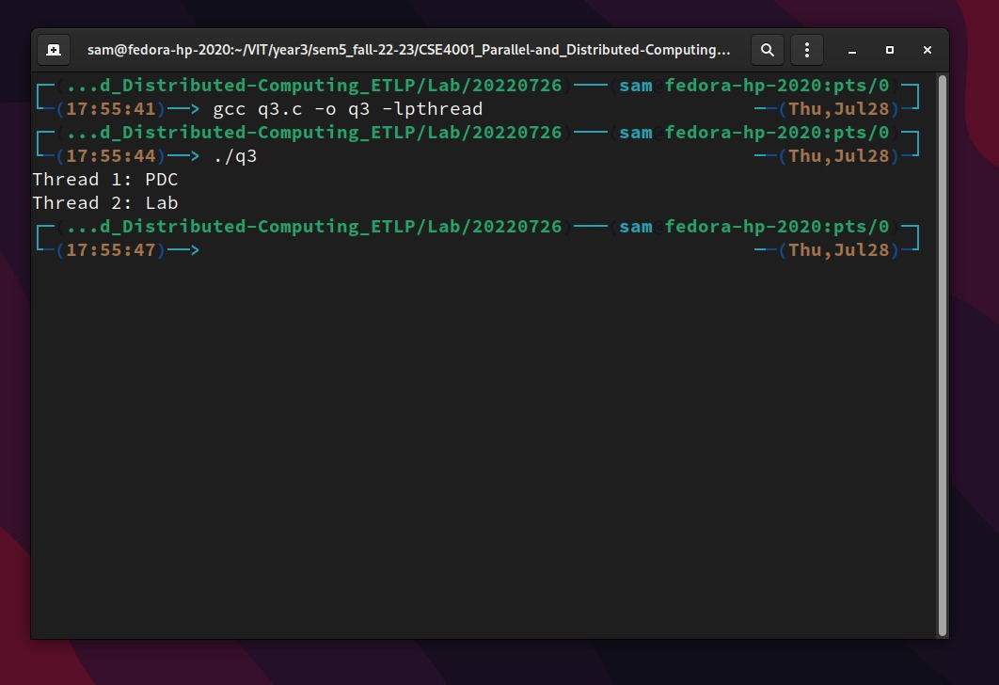 sam@fedora-hp-2020:~/VIT/year3/sem5_fall-22-23/CSE4001_Parallel-and_Distributed-Computing...
(...d_Distributed-Computing_ETLP/Lab/20220726)──(sam@fedora-hp-2020:pts/0)
(17:55:41)──> gcc q3.c -o q3 -lpthread ──(Thu,Jul28)
(...d_Distributed-Computing_ETLP/Lab/20220726)──(sam@fedora-hp-2020:pts/0)
(17:55:44)──> ./q3 ──(Thu,Jul28)
Thread 1: PDC
Thread 2: Lab
(...d_Distributed-Computing_ETLP/Lab/20220726)──(sam@fedora-hp-2020:pts/0)
(17:55:47)──> ──(Thu,Jul28)